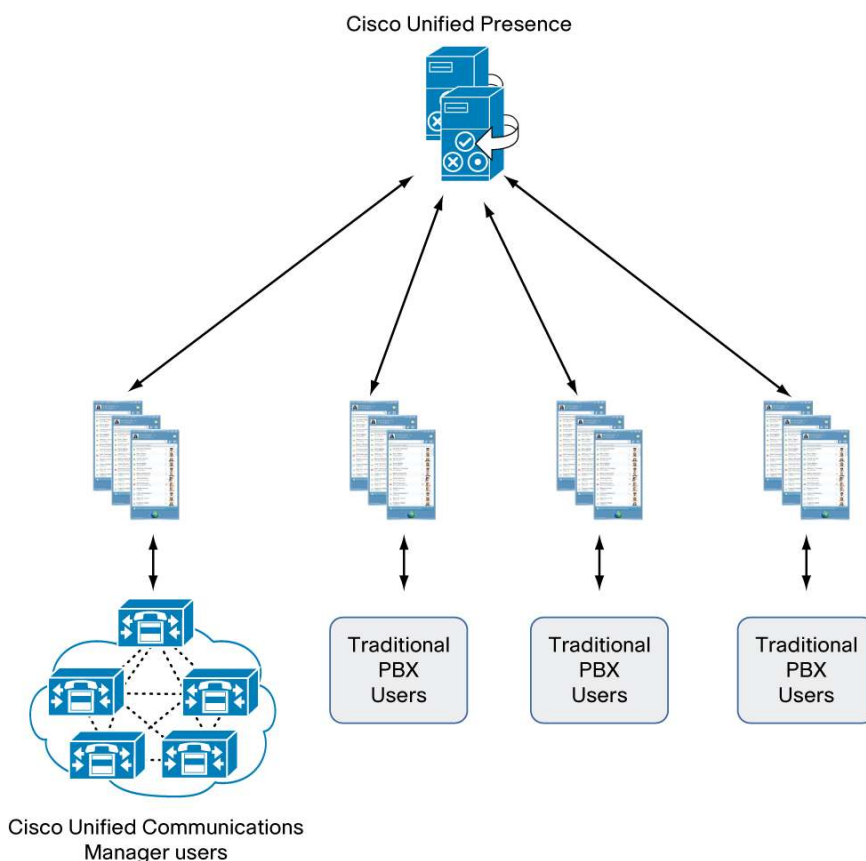 Cisco Unified Presence
Traditional
PBX
Users
Traditional
PBX
Users
Traditional
PBX
Users
Cisco Unified Communications
Manager users